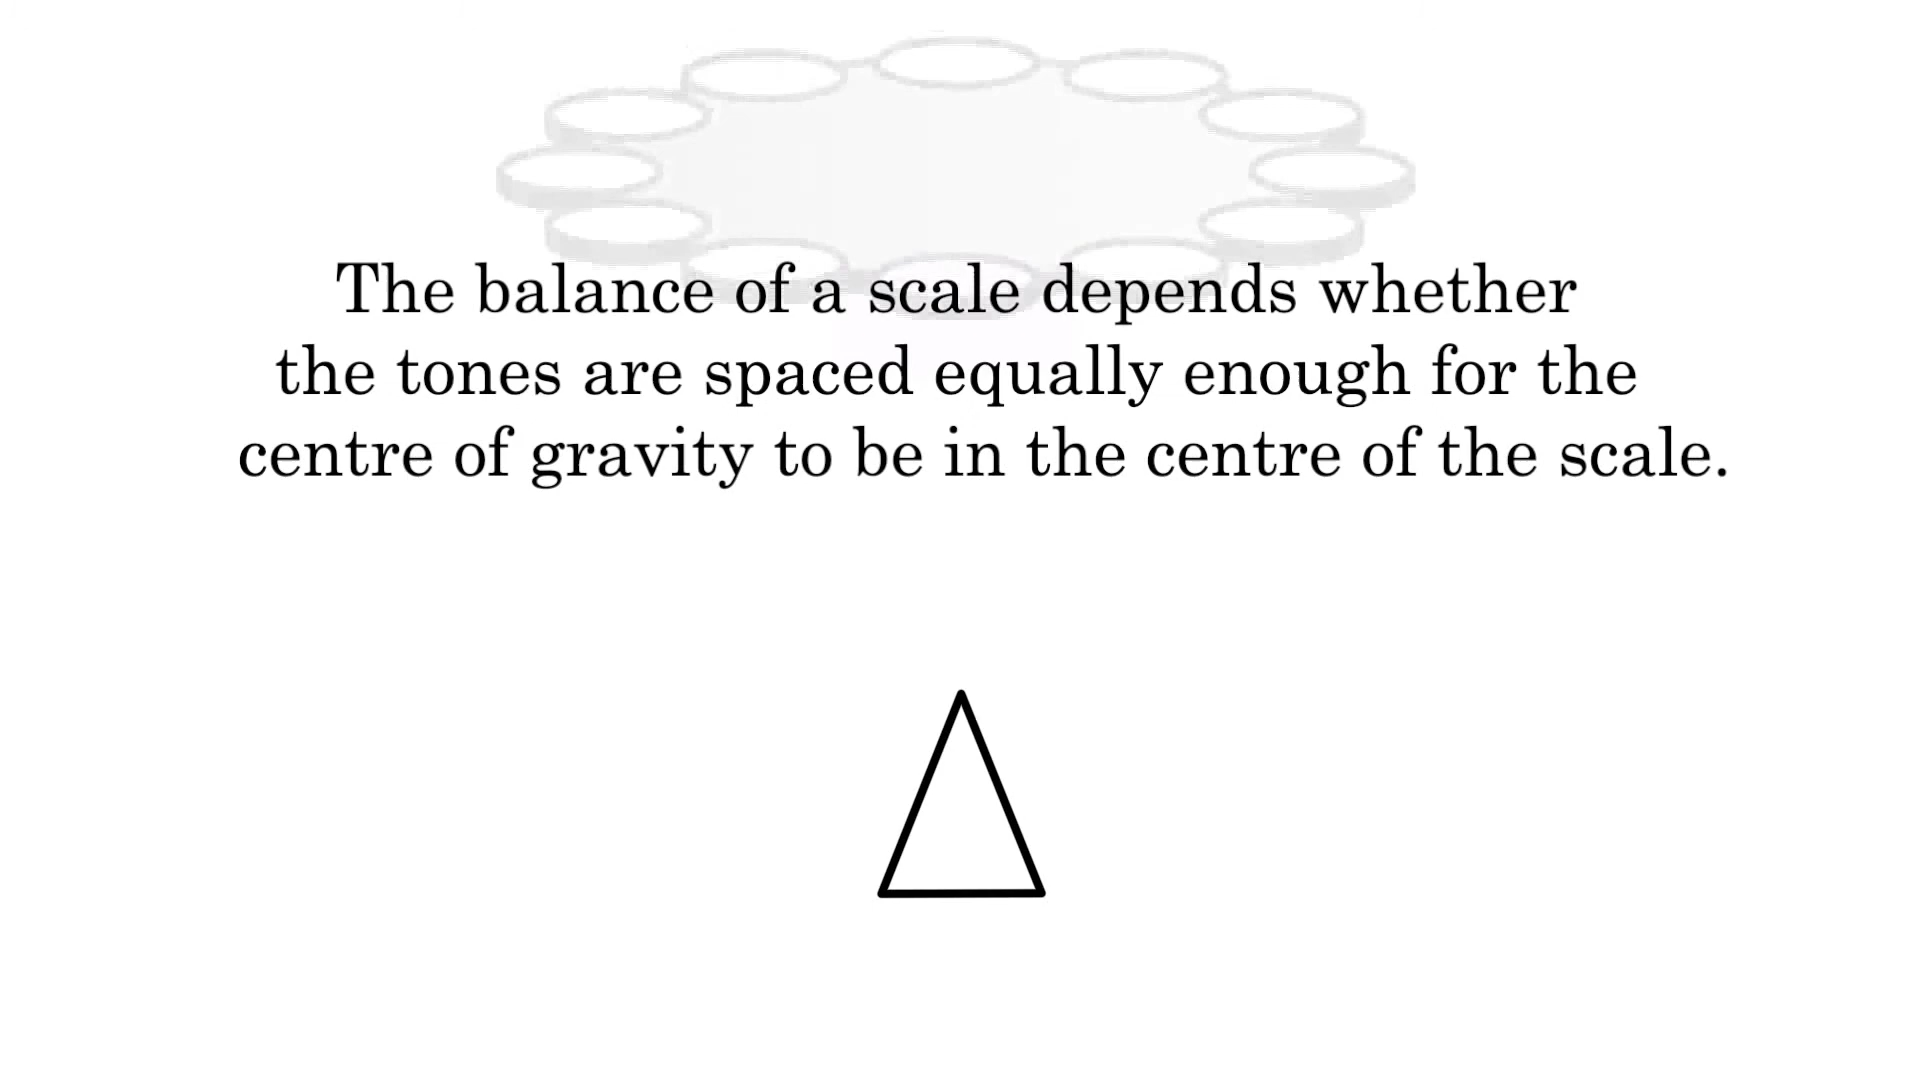 The balance of a scale depends whether
the tones are spaced equally enough for the
centre of gravity to be in the centre of the scale.